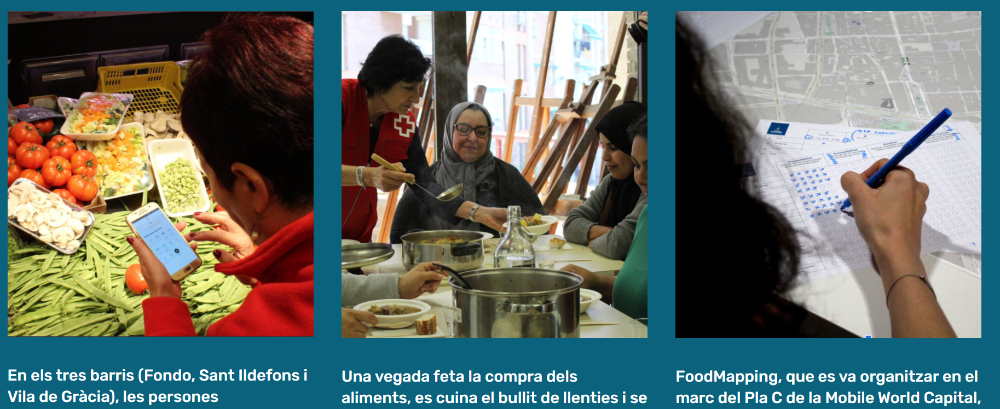 En els tres barris (Fondo, Sant Ildefons i
Vila de Gràcia), les persones
Una vegada feta la compra dels
aliments, es cuina el bullit de llenties i se
FoodMapping, que es va organitzar en el
marc del Pla C de la Mobile World Capital,